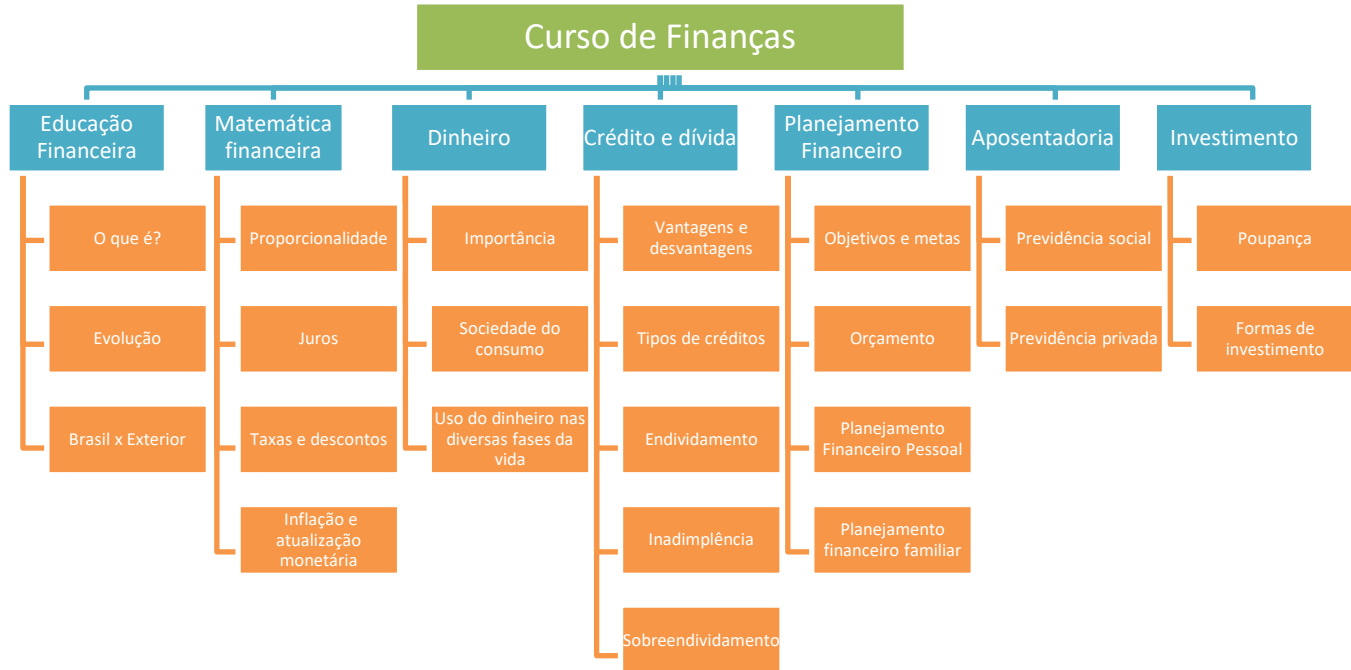 Curso de Finanças
Educação
Financeira
O que é?
Evolução
Brasil x Exterior
Matemática
financeira
Proporcionalidade
Juros
Taxas e descontos
Inflação e
atualização
monetária
Dinheiro
Importância
Sociedade do
consumo
Uso do dinheiro nas
diversas fases da
vida
Crédito e dívida
Vantagens e
desvantagens
Tipos de créditos
Endividamento
Inadimplência
Sobreendividamento
Planejamento
Financeiro
Objetivos e metas
Orçamento
Planejamento
Financeiro Pessoal
Planejamento
financeiro familiar
Aposentadoria
Previdência social
Previdência privada
Investimento
Poupança
Formas de
investimento